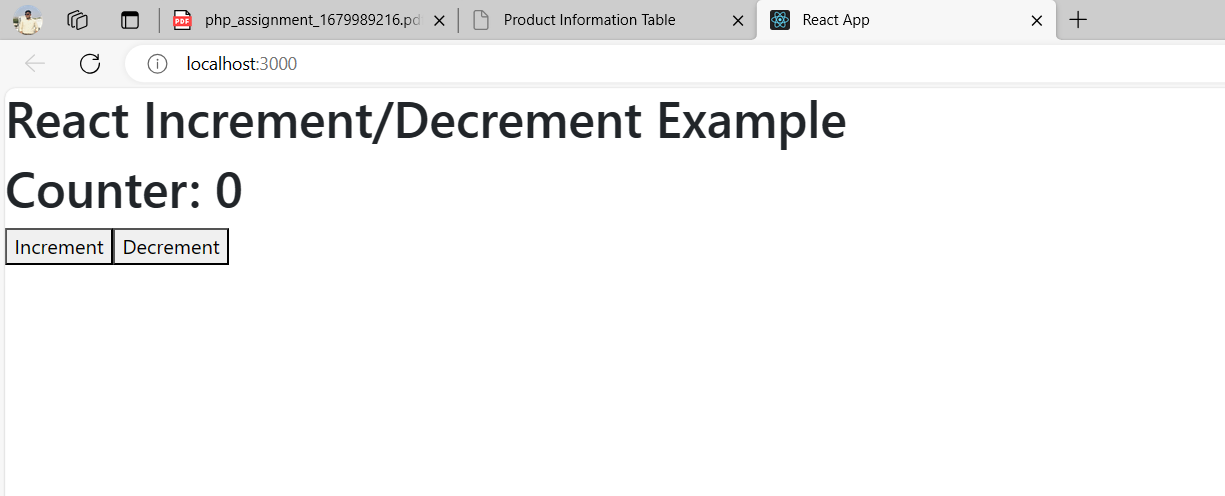 php_assignment_1679989216.pd
Product Information Table
React App
localhost:3000
React Increment/Decrement Example
Counter: 0
Increment
Decrement